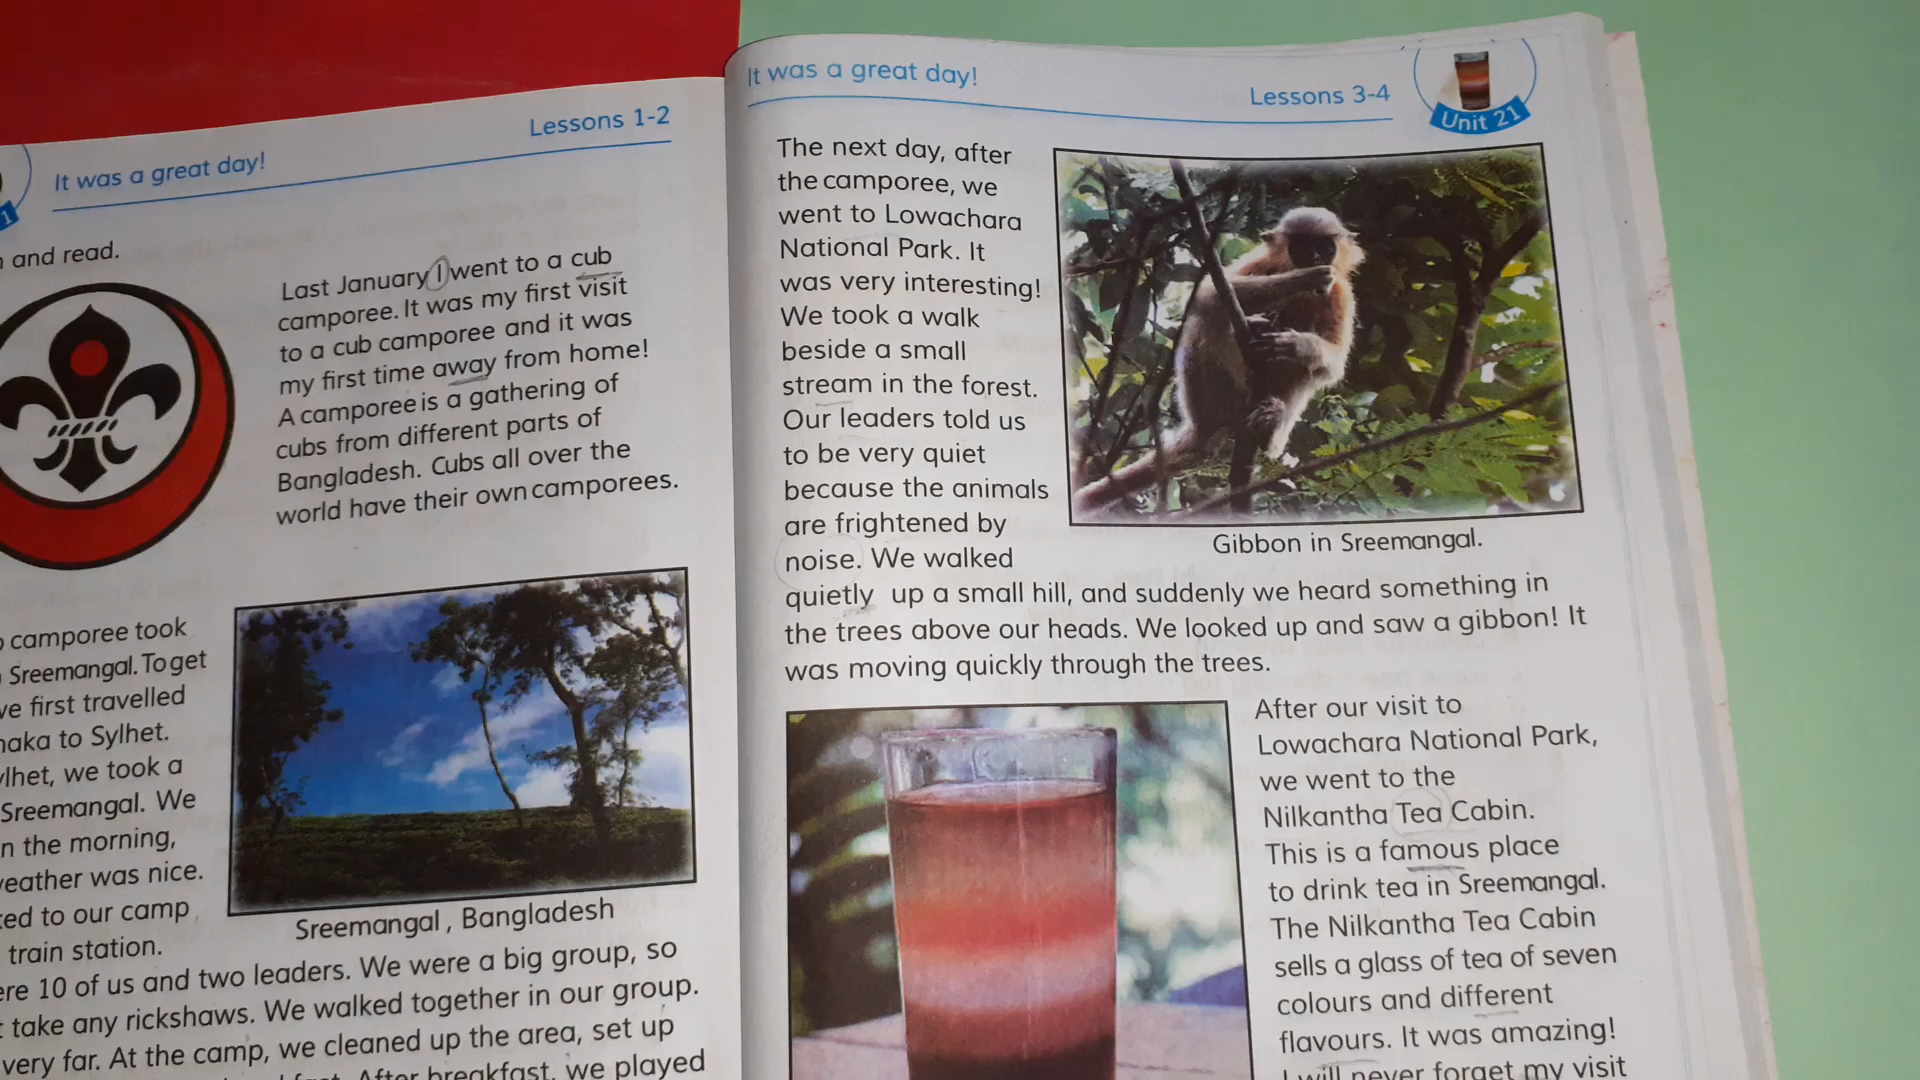 It was a great day!
Lessons 1-2
1
and read.
Last January I went to a cub
camporee. It was my first visit
to a cub camporee and it was
my first time away from home!
A camporee is a gathering of
cubs from different parts of
Bangladesh. Cubs all over the
world have their own camporees.
camporee took
Sreemangal. To get
first travelled
to Sylhet.
we took a
Sreemangal. We
the morning,
was nice.
to our camp
train station.
Sreemangal, Bangladesh
10 of us and two leaders. We were a big group, so
take any rickshaws. We walked together in our group.
very far. At the camp, we cleaned up the area, set up
After breakfast, we played
It was a great day!
Lessons 3-4
Unit 21
The next day, after
the camporee, we
went to Lowachara
National Park. It
was very interesting!
We took a walk
beside a small
stream in the forest.
Our leaders told us
to be very quiet
because the animals
are frightened by
noise. We walked
quietly up a small hill, and suddenly we heard something in
the trees above our heads. We looked up and saw a gibbon! It
was moving quickly through the trees.
Gibbon in Sreemangal.
After our visit to
Lowachara National Park,
we went to the
Nilkantha Tea Cabin.
This is a famous place
to drink tea in Sreemangal.
The Nilkantha Tea Cabin
sells a glass of tea of seven
colours and different
flavours. It was amazing!
I will never forget my visit